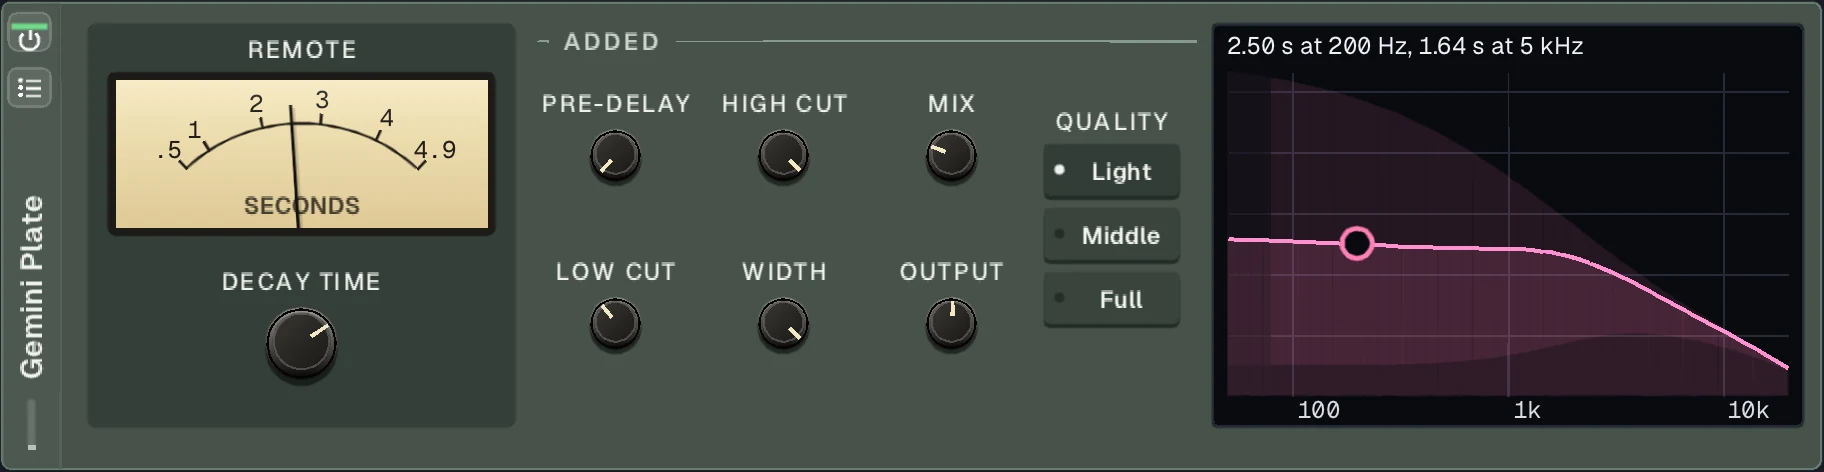 Gemini Plate
REMOTE
.5 1 2 3 4 4.9
SECONDS
DECAY TIME
ADDED
PRE-DELAY HIGH CUT MIX
LOW CUT WIDTH OUTPUT
QUALITY
Light
Middle
Full
2.50 s at 200 Hz, 1.64 s at 5 kHz
100 1k 10k